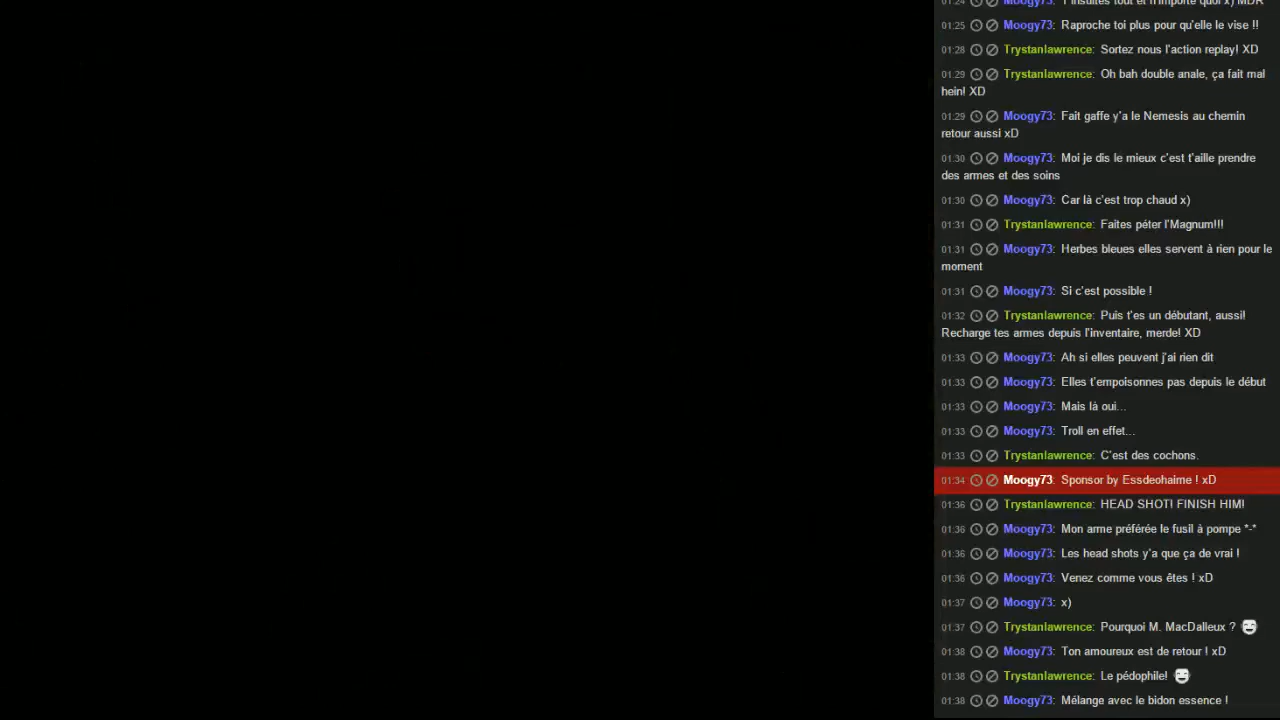 01:24 Moogy73: T'insultes tout et n'importe quoi x) MDR
01:25 Moogy73: Raproche toi plus pour qu'elle le vise !!
01:28 Trystanlawrence: Sortez nous l'action replay! XD
01:29 Trystanlawrence: Oh bah double anale, ça fait mal
hein! XD
01:29 Moogy73: Fait gaffe y'a le Nemesis au chemin
retour aussi xD
01:30 Moogy73: Moi je dis le mieux c'est t'aille prendre
des armes et des soins
01:30 Moogy73: Car là c'est trop chaud x)
01:31 Trystanlawrence: Faites péter l'Magnum!!!
01:31 Moogy73: Herbes bleues elles servent à rien pour le
moment
01:31 Moogy73: Si c'est possible !
01:32 Trystanlawrence: Puis t'es un débutant, aussi!
Recharge tes armes depuis l'inventaire, merde! XD
01:33 Moogy73: Ah si elles peuvent j'ai rien dit
01:33 Moogy73: Elles t'empoisonnes pas depuis le début
01:33 Moogy73: Mais là oui...
01:33 Moogy73: Troll en effet...
01:33 Trystanlawrence: C'est des cochons.
01:34 Moogy73: Sponsor by Essdeohaime ! xD
01:36 Trystanlawrence: HEAD SHOT! FINISH HIM!
01:36 Moogy73: Mon arme préférée le fusil à pompe *-*
01:36 Moogy73: Les head shots y'a que ça de vrai !
01:36 Moogy73: Venez comme vous êtes ! xD
01:37 Moogy73: x)
01:37 Trystanlawrence: Pourquoi M. MacDalleux ?
01:38 Moogy73: Ton amoureux est de retour ! xD
01:38 Trystanlawrence: Le pédophile!
01:38 Moogy73: Mélange avec le bidon essence !